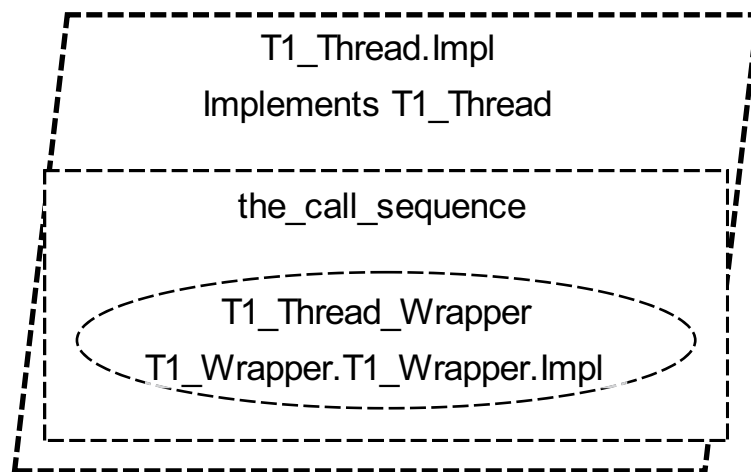 T1_Thread.Impl
Implements T1_Thread
the_call_sequence
T1_Thread_Wrapper
T1_Wrapper.T1_Wrapper.Impl